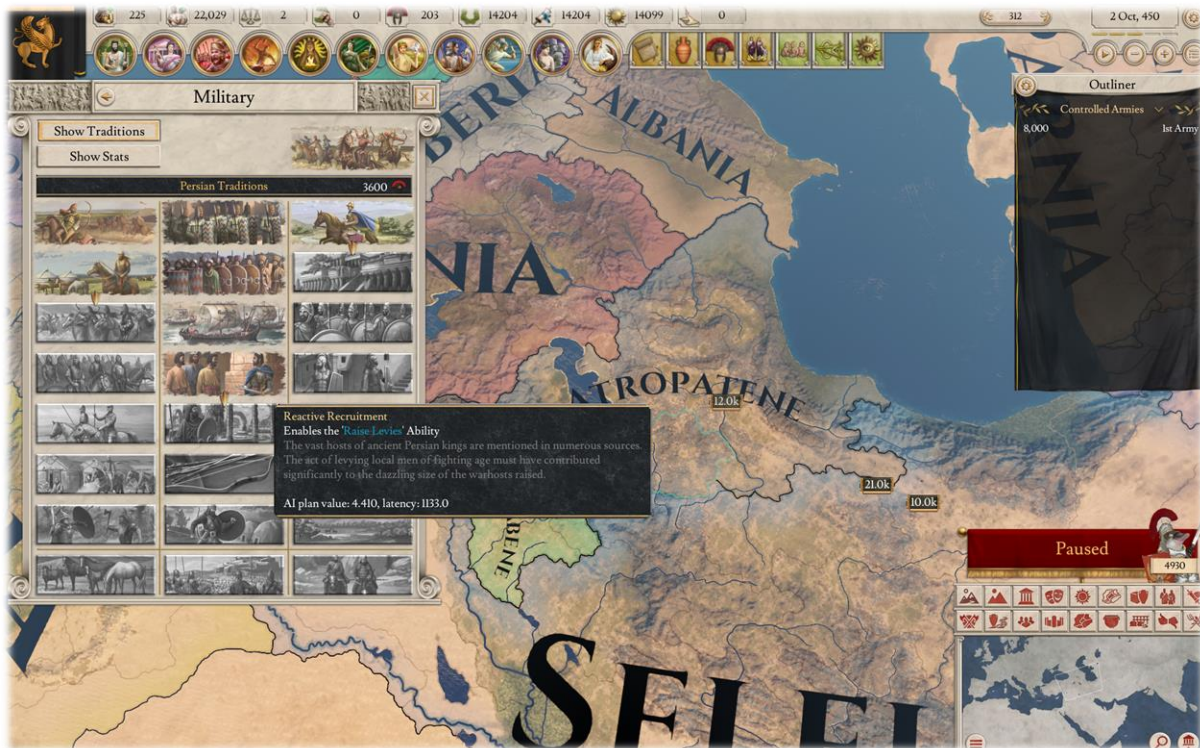 225
22,029
2
0
203
14204
14204
14099
0
312
2 Oct, 450
Military
Show Traditions
Show Stats
Persian Traditions
3600
Reactive Recruitment
Enables the 'Raise Levies' Ability
The vast hosts of ancient Persian kings are mentioned in numerous sources.
The act of levying local men of fighting age must have contributed
significantly to the dazzling size of the warhosts raised.
AI plan value: 4.410, latency: 1133.0
BERIA
ALBANIA
NIA
ATROPATENE
12.0k
21.0k
10.0k
BENE
SELEU
Outliner
Controlled Armies
8,000
1st Army
Paused
4930